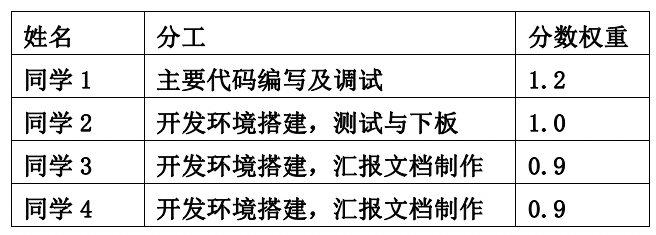 姓名 分工 分数权重
同学 1 主要代码编写及调试 1.2
同学 2 开发环境搭建，测试与下板 1.0
同学 3 开发环境搭建，汇报文档制作 0.9
同学 4 开发环境搭建，汇报文档制作 0.9